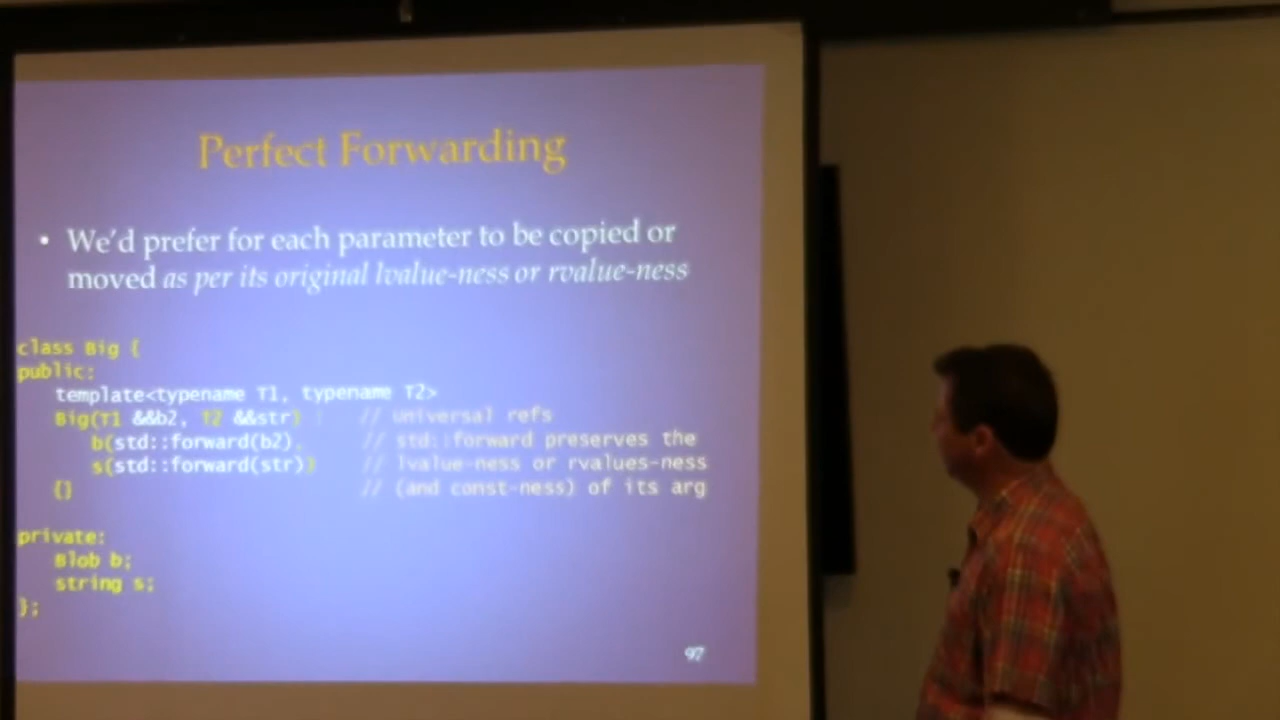 Perfect Forwarding
• We'd prefer for each parameter to be copied or
moved as per its original lvalue-ness or rvalue-ness
class Big {
public:
template<typename T1, typename T2>
Big(T1 &&b2, T2 &&str) : // universal refs
b(std::forward(b2), // std::forward preserves the
s(std::forward(str)) // lvalue-ness or rvalues-ness
{} // (and const-ness) of its arg
private:
Blob b;
string s;
};
97